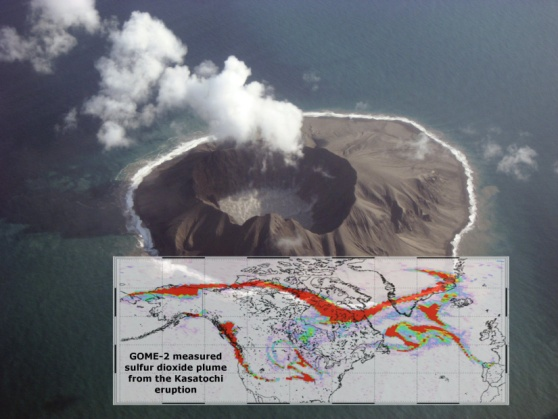 GOME-2 measured
sulfur dioxide plume
from the Kasatochi
eruption